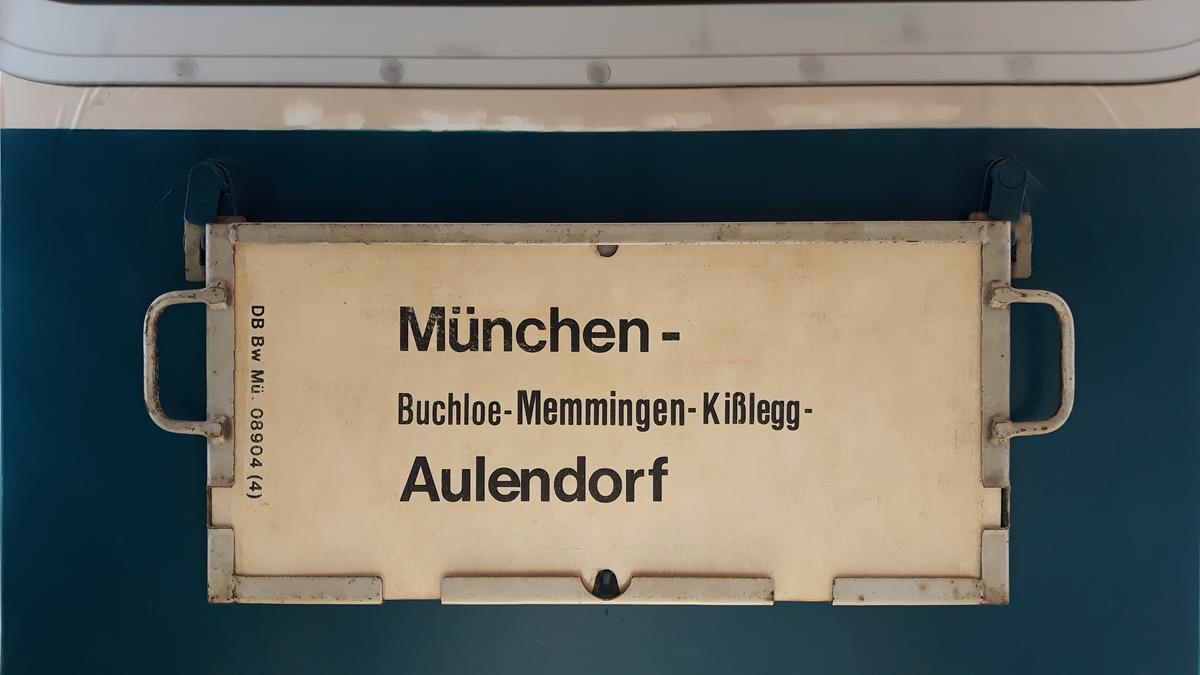 München -
Buchloe-Memmingen-Kißlegg-
Aulendorf
DB Bw Mü. 08904 (4)